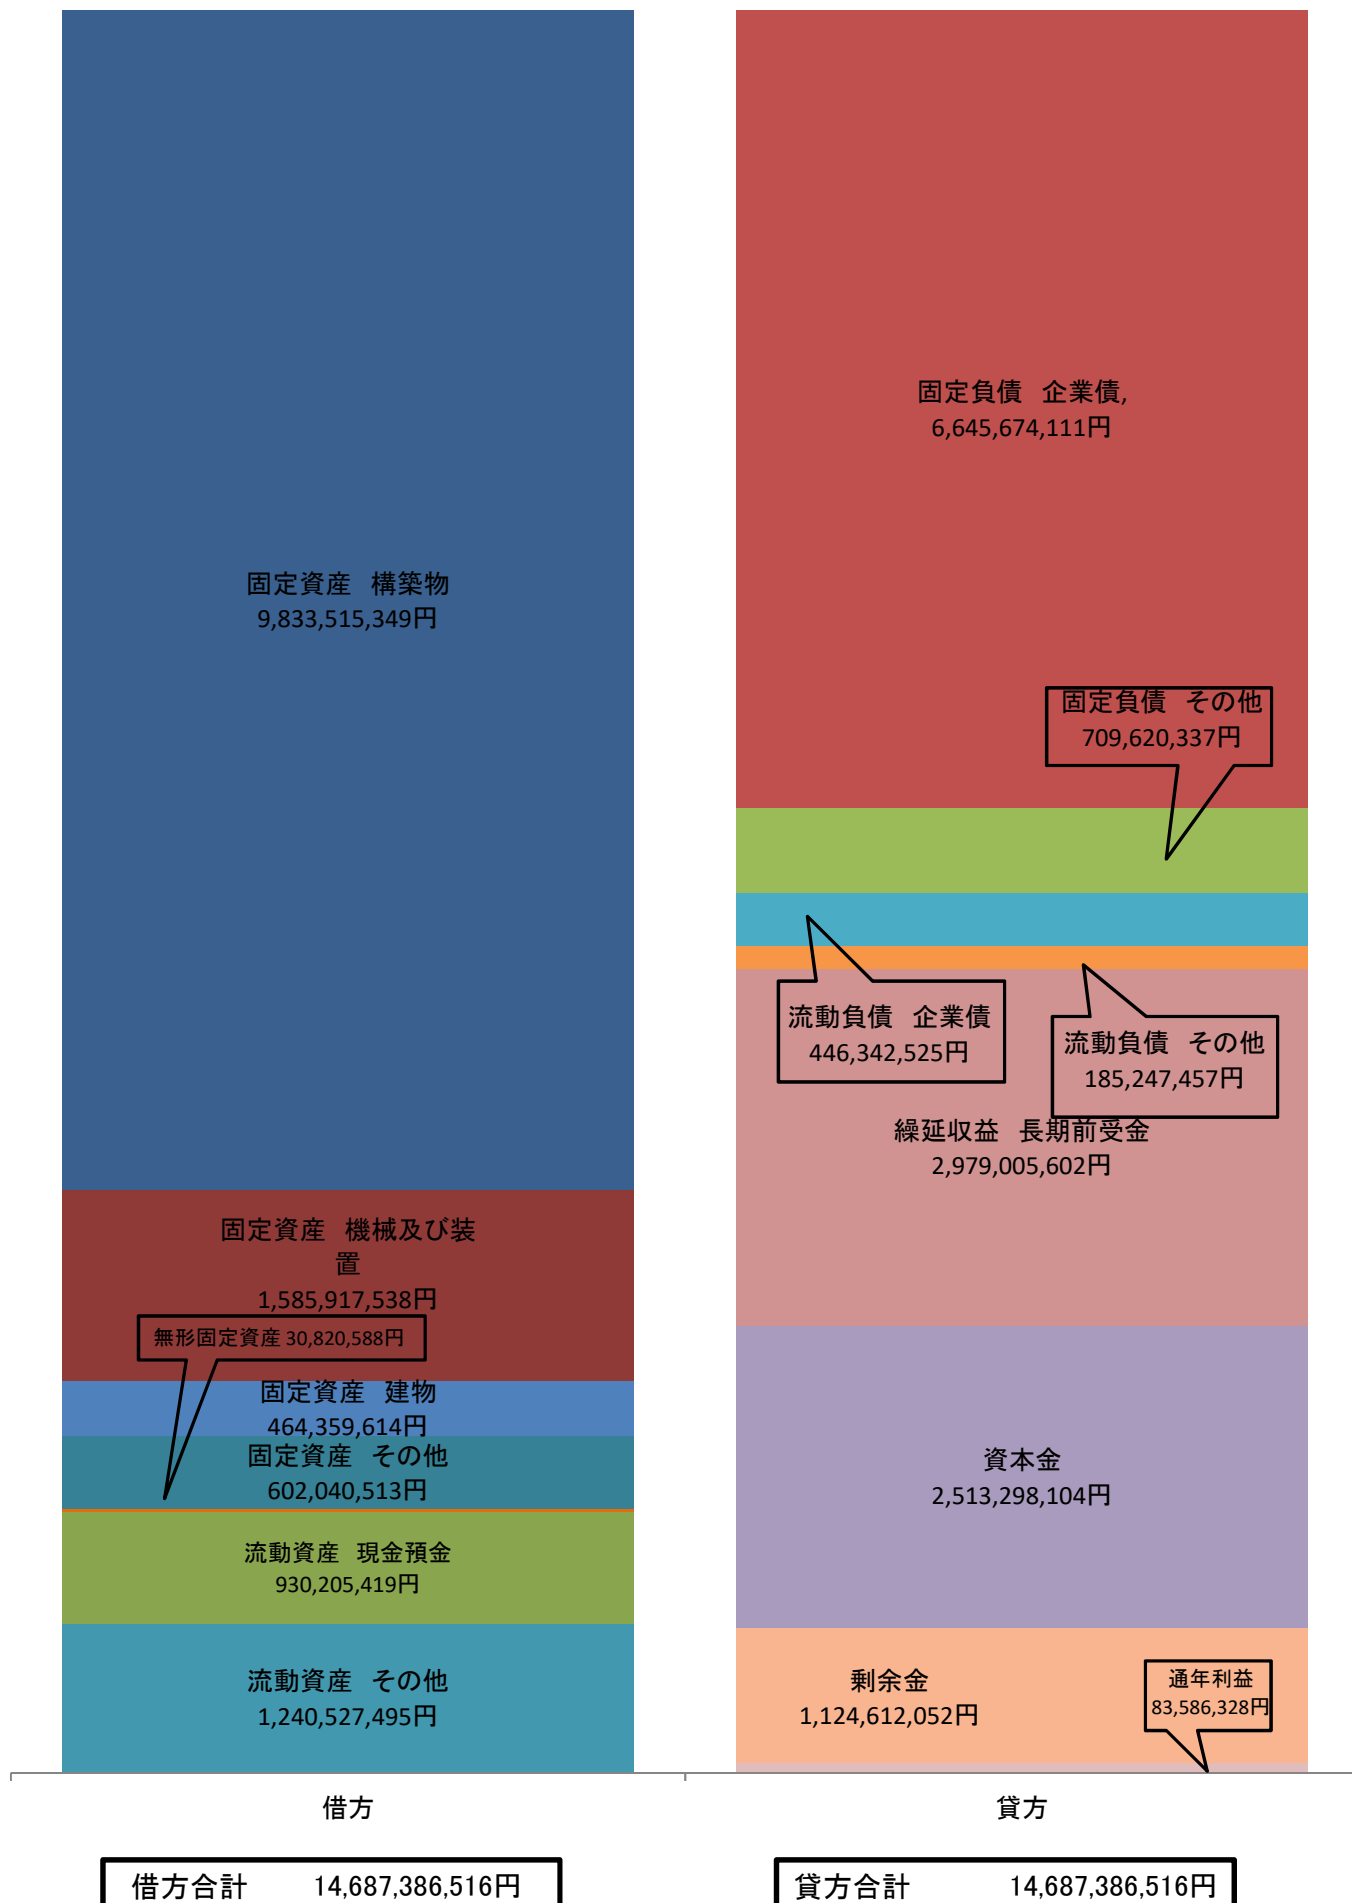 固定資産　構築物
9,833,515,349円
固定資産　機械及び装
置
1,585,917,538円
無形固定資産 30,820,588円
固定資産　建物
464,359,614円
固定資産　その他
602,040,513円
流動資産　現金預金
930,205,419円
流動資産　その他
1,240,527,495円
借方
借方合計　　14,687,386,516円
固定負債　企業債,
6,645,674,111円
固定負債　その他
709,620,337円
流動負債　企業債
446,342,525円
流動負債　その他
185,247,457円
繰延収益　長期前受金
2,979,005,602円
資本金
2,513,298,104円
剰余金
1,124,612,052円
通年利益
83,586,328円
貸方
貸方合計　　　14,687,386,516円